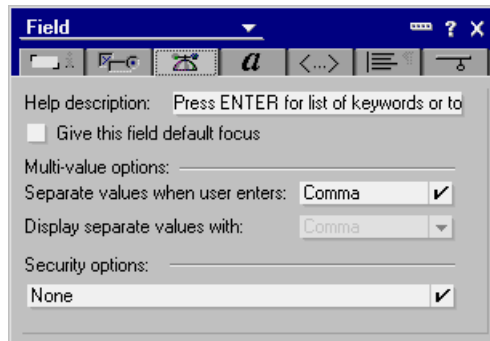 Field ? X
i a <...> ¶
Help description: Press ENTER for list of keywords or to
Give this field default focus
Multi-value options:
Separate values when user enters: Comma
Display separate values with: Comma
Security options:
None